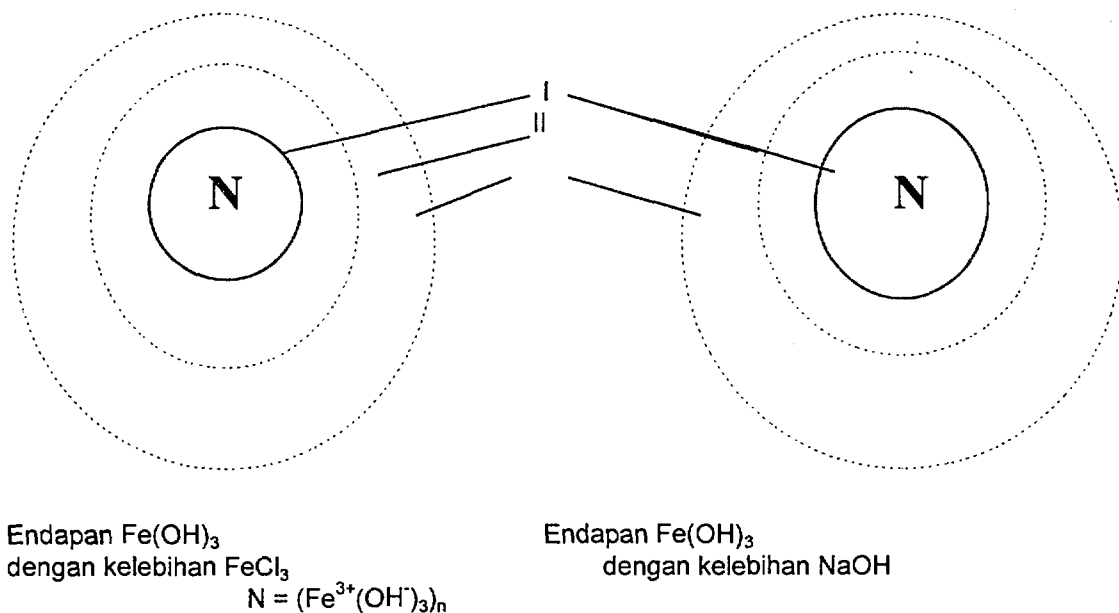 I
II
N
N
Endapan Fe(OH)₃
dengan kelebihan FeCl₃
N = (Fe³⁺(OH⁻)₃)ₙ
Endapan Fe(OH)₃
dengan kelebihan NaOH